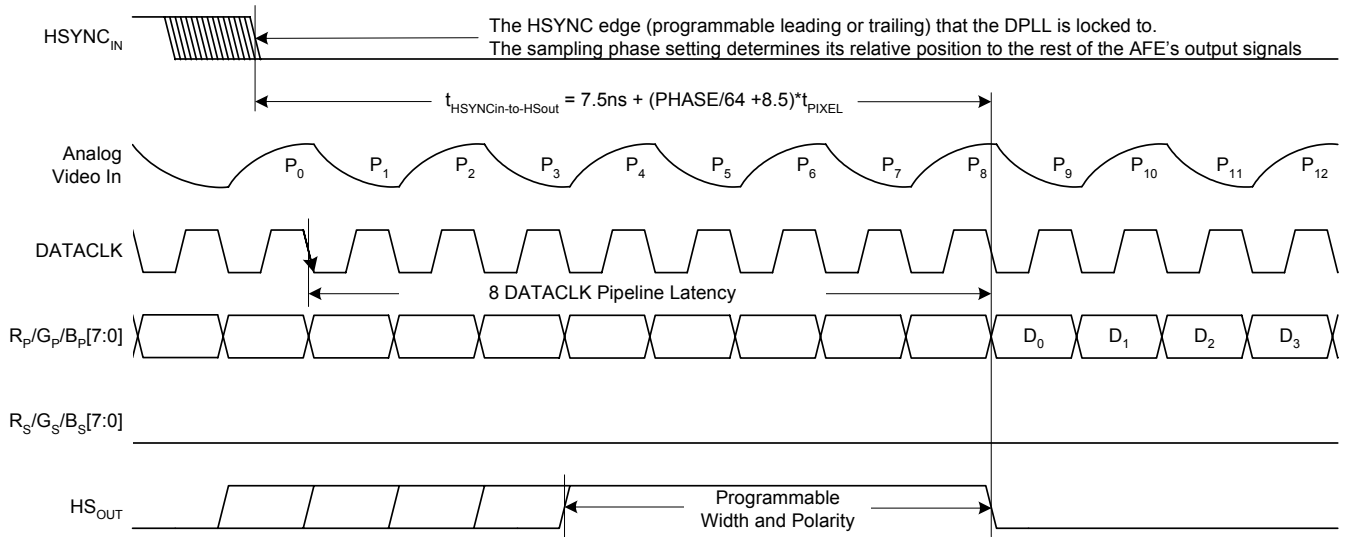 HSYNC_IN
The HSYNC edge (programmable leading or trailing) that the DPLL is locked to.
The sampling phase setting determines its relative position to the rest of the AFE's output signals
t_HSYNCin-to-HSout = 7.5ns + (PHASE/64 +8.5)*t_PIXEL
Analog
Video In
P_0 P_1 P_2 P_3 P_4 P_5 P_6 P_7 P_8 P_9 P_10 P_11 P_12
DATACLK
8 DATACLK Pipeline Latency
R_P/G_P/B_P[7:0]
D_0 D_1 D_2 D_3
R_S/G_S/B_S[7:0]
HS_OUT
Programmable
Width and Polarity